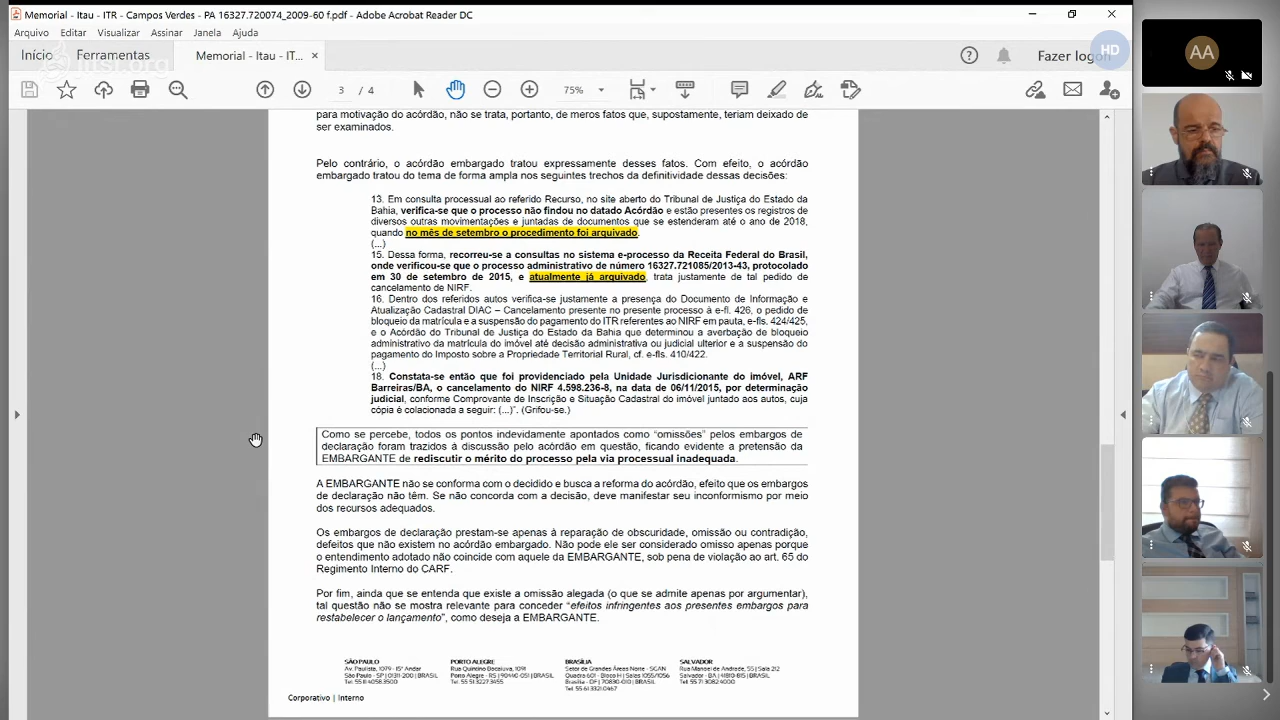 Memorial - Itau - ITR - Campos Verdes - PA 16327.720074_2009-60 f.pdf - Adobe Acrobat Reader DC
Arquivo Editar Visualizar Assinar Janela Ajuda
Início Ferramentas Memorial - Itau - IT... × Fazer logon
HD
AA
3 / 4 75%
para motivação do acórdão, não se trata, portanto, de meros fatos que, supostamente, teriam deixado de
ser examinados.
Pelo contrário, o acórdão embargado tratou expressamente desses fatos. Com efeito, o acórdão
embargado tratou do tema de forma ampla nos seguintes trechos da definitividade dessas decisões:
13. Em consulta processual ao referido Recurso, no site aberto do Tribunal de Justiça do Estado da
Bahia, verifica-se que o processo não findou no datado Acórdão e estão presentes os registros de
diversos outras movimentações e juntadas de documentos que se estenderam até o ano de 2018,
quando no mês de setembro o procedimento foi arquivado.
(...)
15. Dessa forma, recorreu-se a consultas no sistema e-processo da Receita Federal do Brasil,
onde verificou-se que o processo administrativo de número 16327.721085/2013-43, protocolado
em 30 de setembro de 2015, e atualmente já arquivado, trata justamente de tal pedido de
cancelamento de NIRF.
16. Dentro dos referidos autos verifica-se justamente a presença do Documento de Informação e
Atualização Cadastral DIAC – Cancelamento presente no presente processo à e-fl. 426, o pedido de
bloqueio da matrícula e a suspensão do pagamento do ITR referentes ao NIRF em pauta, e-fls. 424/425,
e o Acórdão do Tribunal de Justiça do Estado da Bahia que determinou a averbação de bloqueio
administrativo da matrícula do imóvel até decisão administrativa ou judicial ulterior e a suspensão do
pagamento do Imposto sobre a Propriedade Territorial Rural, cf. e-fls. 410/422.
(...)
18. Constata-se então que foi providenciado pela Unidade Jurisdicionante do imóvel, ARF
Barreiras/BA, o cancelamento do NIRF 4.598.236-8, na data de 06/11/2015, por determinação
judicial, conforme Comprovante de Inscrição e Situação Cadastral do imóvel juntado aos autos, cuja
cópia é colacionada a seguir: (...)". (Grifou-se.)
Como se percebe, todos os pontos indevidamente apontados como "omissões" pelos embargos de
declaração foram trazidos à discussão pelo acórdão em questão, ficando evidente a pretensão da
EMBARGANTE de rediscutir o mérito do processo pela via processual inadequada.
A EMBARGANTE não se conforma com o decidido e busca a reforma do acórdão, efeito que os embargos
de declaração não têm. Se não concorda com a decisão, deve manifestar seu inconformismo por meio
dos recursos adequados.
Os embargos de declaração prestam-se apenas à reparação de obscuridade, omissão ou contradição,
defeitos que não existem no acórdão embargado. Não pode ele ser considerado omisso apenas porque
o entendimento adotado não coincide com aquele da EMBARGANTE, sob pena de violação ao art. 65 do
Regimento Interno do CARF.
Por fim, ainda que se entenda que existe a omissão alegada (o que se admite apenas por argumentar),
tal questão não se mostra relevante para conceder "efeitos infringentes aos presentes embargos para
restabelecer o lançamento", como deseja a EMBARGANTE.
SÃO PAULO PORTO ALEGRE BRASÍLIA SALVADOR
Corporativo | Interno